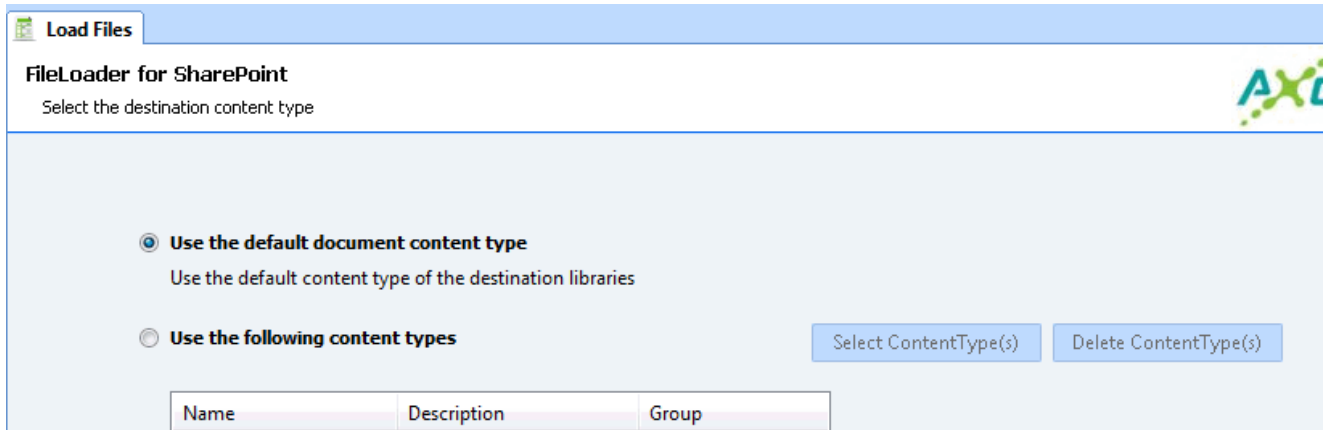 Load Files
FileLoader for SharePoint
Select the destination content type
Use the default document content type
Use the default content type of the destination libraries
Use the following content types
Select ContentType(s) Delete ContentType(s)
Name Description Group